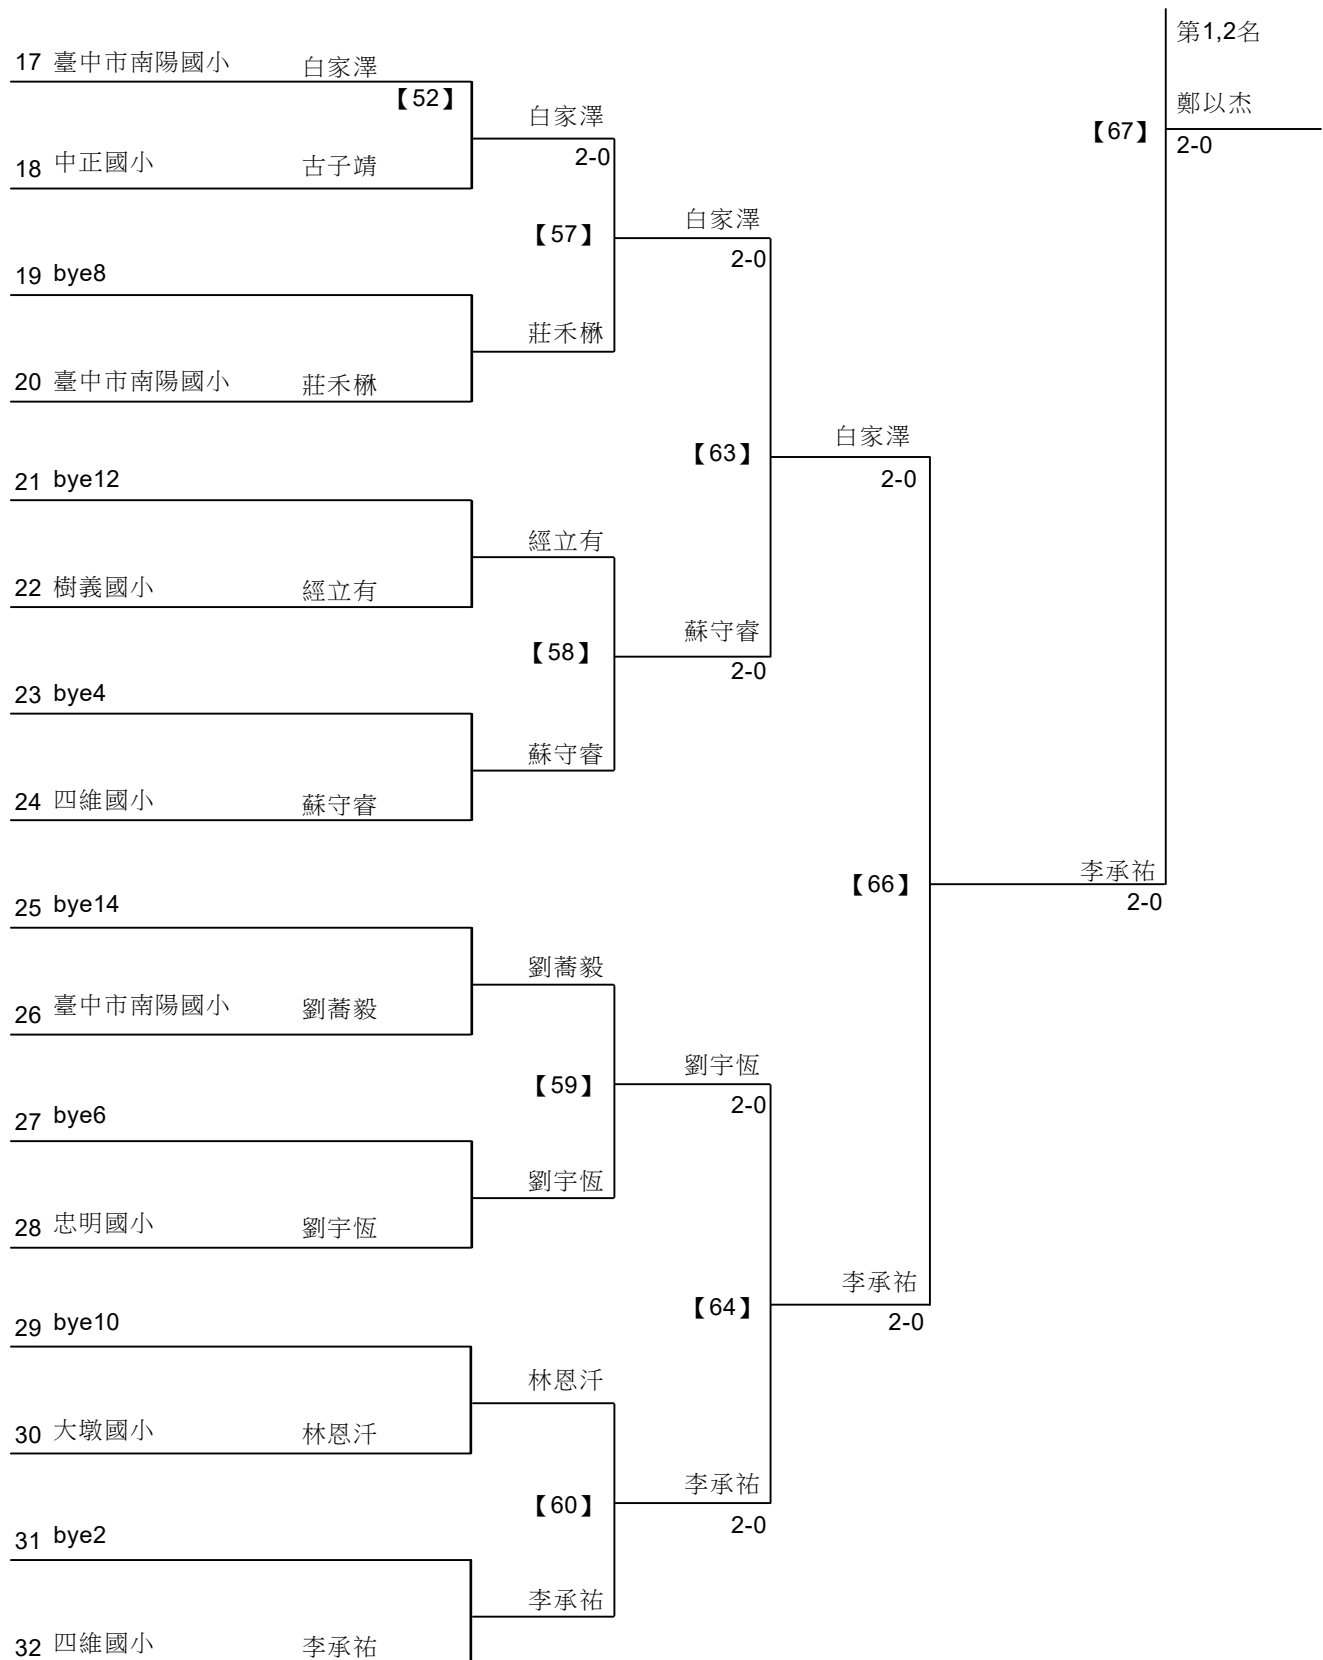 第1,2名
17 臺中市南陽國小 白家澤
【52】
鄭以杰
白家澤
【67】
2-0
2-0
18 中正國小 古子靖
白家澤
【57】
2-0
19 bye8
莊禾楙
20 臺中市南陽國小 莊禾楙
白家澤
【63】
2-0
21 bye12
經立有
22 樹義國小 經立有
蘇守睿
【58】
2-0
23 bye4
蘇守睿
24 四維國小 蘇守睿
李承祐
【66】
2-0
25 bye14
劉蕎毅
26 臺中市南陽國小 劉蕎毅
劉宇恆
【59】
2-0
27 bye6
劉宇恆
28 忠明國小 劉宇恆
李承祐
【64】
2-0
29 bye10
林恩汘
30 大墩國小 林恩汘
李承祐
【60】
2-0
31 bye2
李承祐
32 四維國小 李承祐